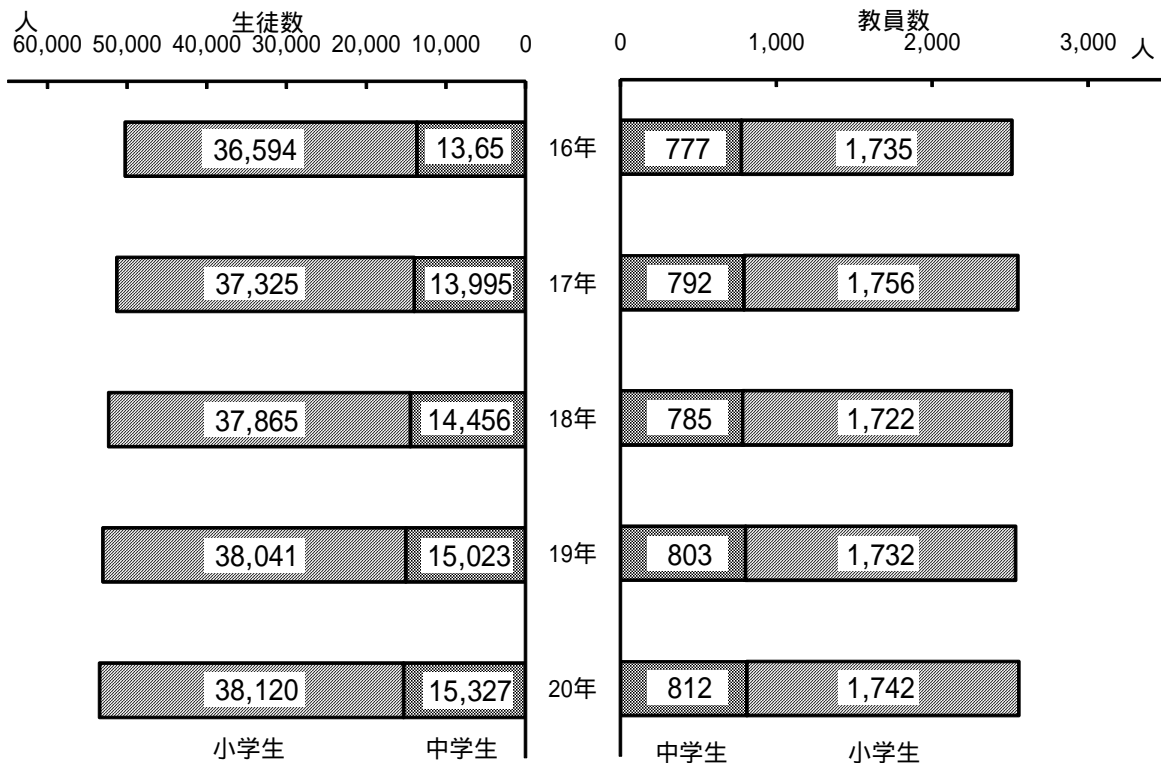 人 生徒数 教員数
60,000 50,000 40,000 30,000 20,000 10,000 0 0 1,000 2,000 3,000 人
36,594 13,65 16年 777 1,735
37,325 13,995 17年 792 1,756
37,865 14,456 18年 785 1,722
38,041 15,023 19年 803 1,732
38,120 15,327 20年 812 1,742
小学生 中学生 中学生 小学生